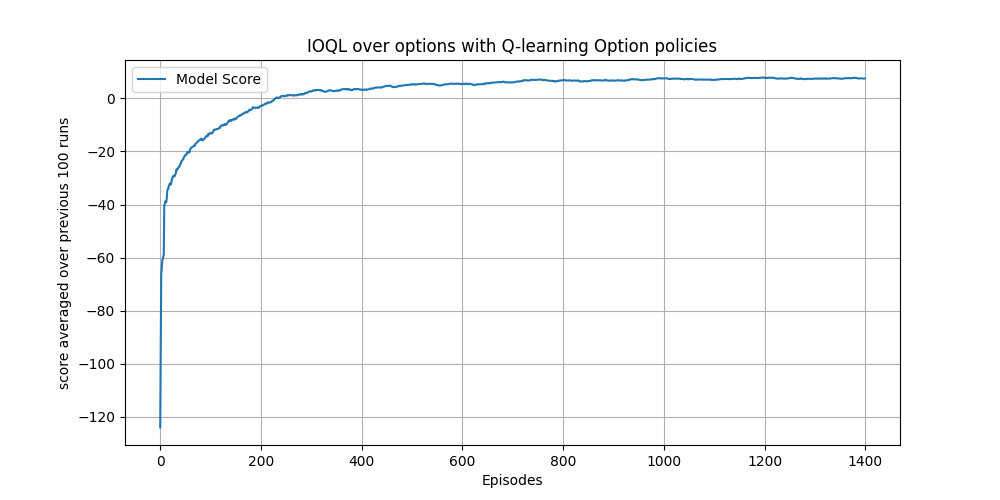 IOQL over options with Q-learning Option policies
Model Score
0
−20
−40
−60
−80
−100
−120
score averaged over previous 100 runs
0 200 400 600 800 1000 1200 1400
Episodes